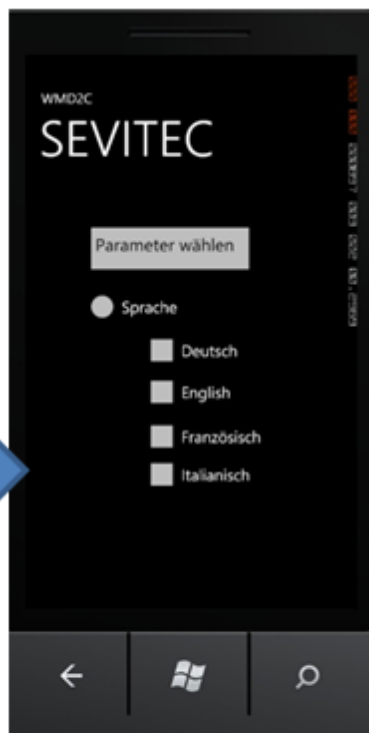 WMD2C
SEVITEC
Parameter wählen
Sprache
Deutsch
English
Französisch
Italianisch